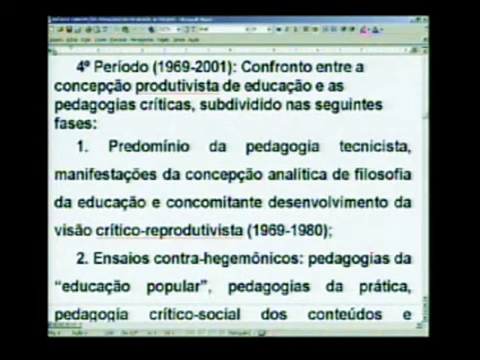 4º Período (1969-2001): Confronto entre a
concepção produtivista de educação e as
pedagogias críticas, subdividido nas seguintes
fases:
1. Predomínio da pedagogia tecnicista,
manifestações da concepção analítica de filosofia
da educação e concomitante desenvolvimento da
visão crítico-reprodutivista (1969-1980);
2. Ensaios contra-hegemônicos: pedagogias da
“educação popular”, pedagogias da prática,
pedagogia crítico-social dos conteúdos e